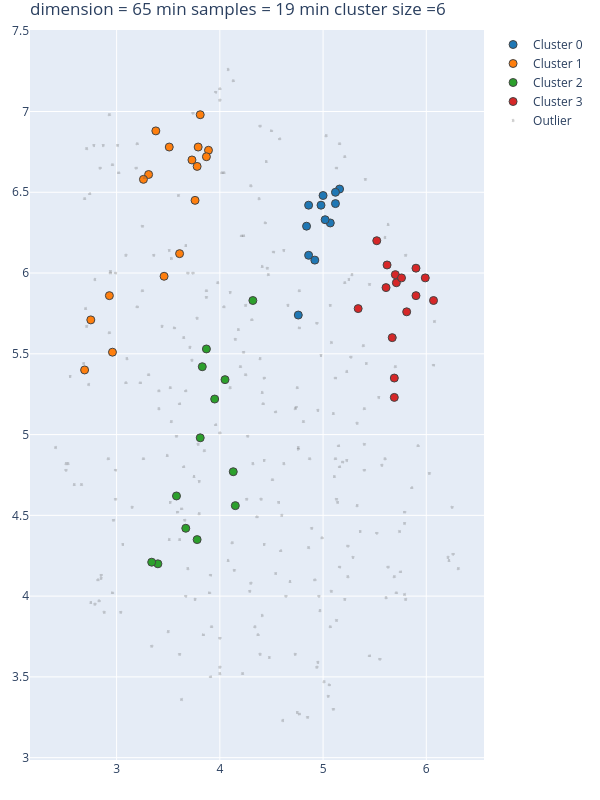 dimension = 65 min samples = 19 min cluster size =6
7.5
7
6.5
6
5.5
5
4.5
4
3.5
3
3 4 5 6
Cluster 0
Cluster 1
Cluster 2
Cluster 3
Outlier